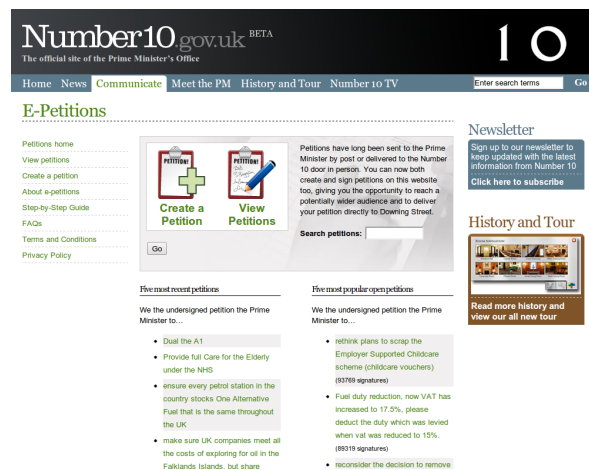 Number10.gov.uk BETA
The official site of the Prime Minister's Office
10
Home News Communicate Meet the PM History and Tour Number 10 TV
Enter search terms Go
E-Petitions
Petitions home
View petitions
Create a petition
About e-petitions
Step-by-Step Guide
FAQs
Terms and Conditions
Privacy Policy
PETITION!
PETITION!
Create a
Petition
View
Petitions
Go
Petitions have long been sent to the Prime
Minister by post or delivered to the Number
10 door in person. You can now both
create and sign petitions on this website
too, giving you the opportunity to reach a
potentially wider audience and to deliver
your petition directly to Downing Street.
Search petitions:
Five most recent petitions
We the undersigned petition the Prime
Minister to…
Dual the A1
Provide full Care for the Elderly
under the NHS
ensure every petrol station in the
country stocks One Alternative
Fuel that is the same throughout
the UK
make sure UK companies meet all
the costs of exploring for oil in the
Falklands Islands, but share
Five most popular open petitions
We the undersigned petition the Prime
Minister to…
rethink plans to scrap the
Employer Supported Childcare
scheme (childcare vouchers)
(93769 signatures)
Fuel duty reduction, now VAT has
increased to 17.5%, please
deduct the duty which was levied
when vat was reduced to 15%.
(89319 signatures)
reconsider the decision to remove
Newsletter
Sign up to our newsletter to
keep updated with the latest
information from Number 10
Click here to subscribe
History and Tour
Read more history and
view our all new tour